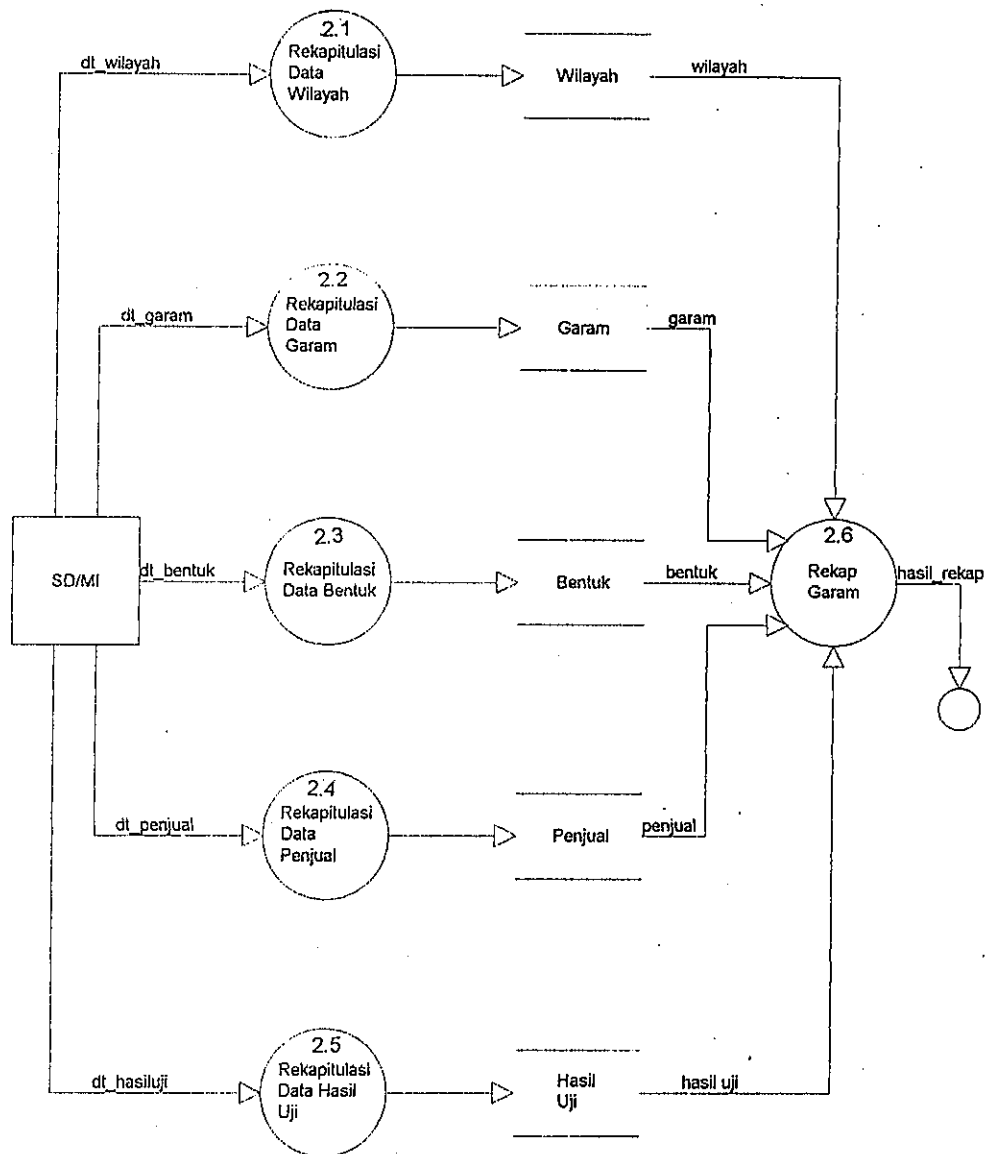 2.1
Rekapitulasi
Data
Wilayah
dt_wilayah
Wilayah
wilayah
2.2
Rekapitulasi
Data
Garam
dt_garam
Garam
garam
SD/MI
dt_bentuk
2.3
Rekapitulasi
Data Bentuk
Bentuk
bentuk
2.6
Rekap
Garam
hasil_rekap
2.4
Rekapitulasi
Data
Penjual
dt_penjual
Penjual
penjual
2.5
Rekapitulasi
Data Hasil
Uji
dt_hasiluji
Hasil
Uji
hasil uji